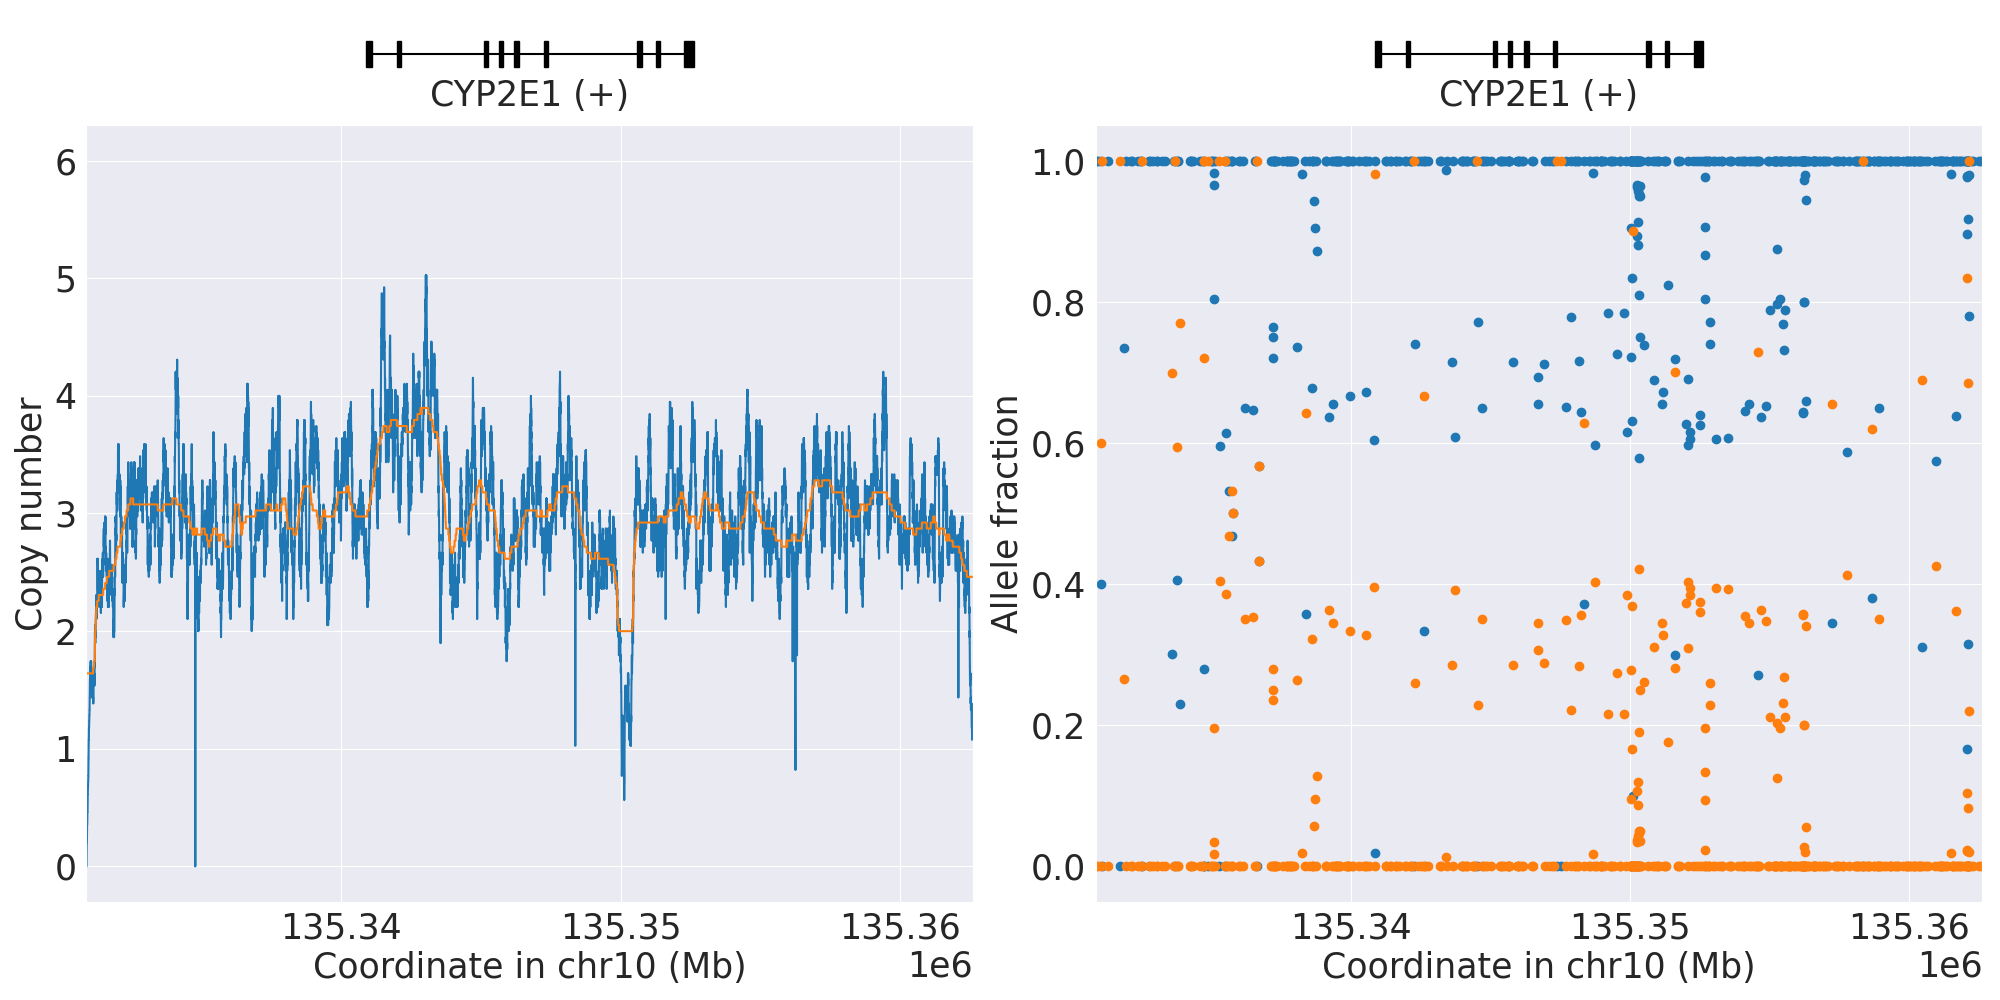 CYP2E1 (+)
CYP2E1 (+)
Copy number
6
5
4
3
2
1
0
135.34
135.35
135.36
Coordinate in chr10 (Mb)
1e6
Allele fraction
1.0
0.8
0.6
0.4
0.2
0.0
135.34
135.35
135.36
Coordinate in chr10 (Mb)
1e6